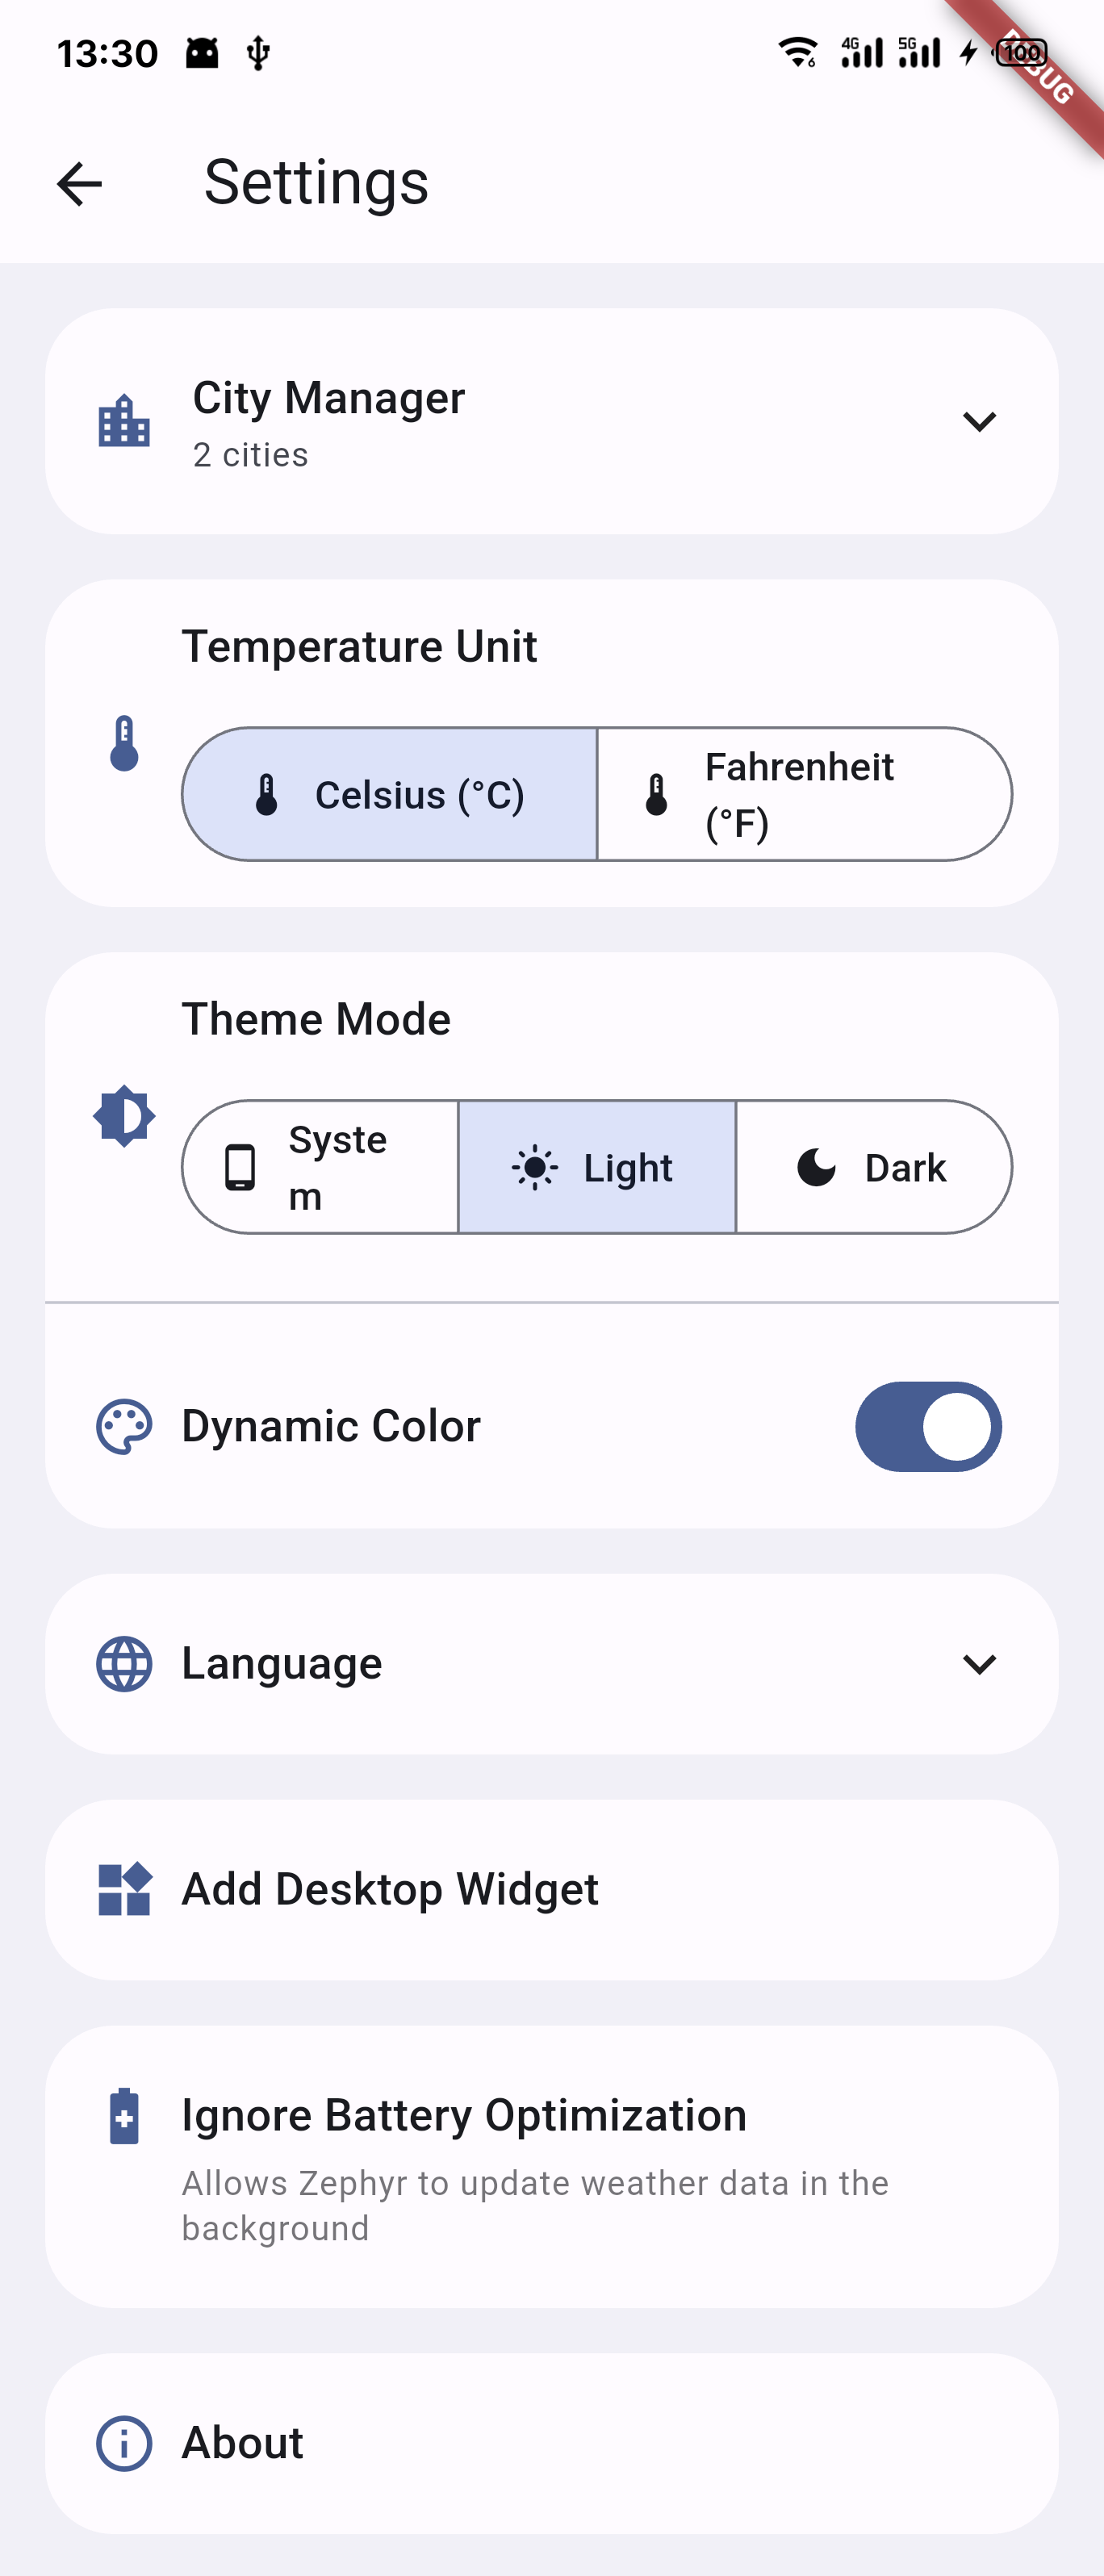 13:30
4G
5G
100
DEBUG
Settings
City Manager
2 cities
Temperature Unit
Celsius (°C)
Fahrenheit
(°F)
Theme Mode
Syste
m
Light
Dark
Dynamic Color
Language
Add Desktop Widget
Ignore Battery Optimization
Allows Zephyr to update weather data in the
background
About